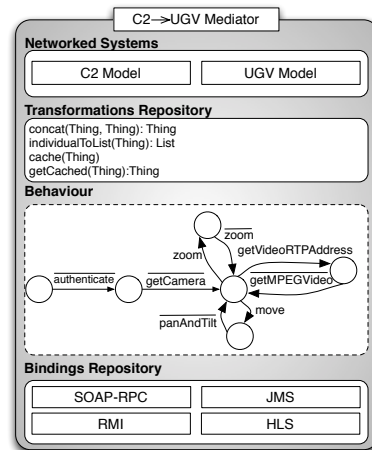 C2→UGV Mediator
Networked Systems
C2 Model
UGV Model
Transformations Repository
concat(Thing, Thing): Thing
individualToList(Thing): List
cache(Thing)
getCached(Thing):Thing
Behaviour
zoom
zoom
getVideoRTPAddress
authenticate
getCamera
getMPEGVideo
panAndTilt
move
Bindings Repository
SOAP-RPC
JMS
RMI
HLS